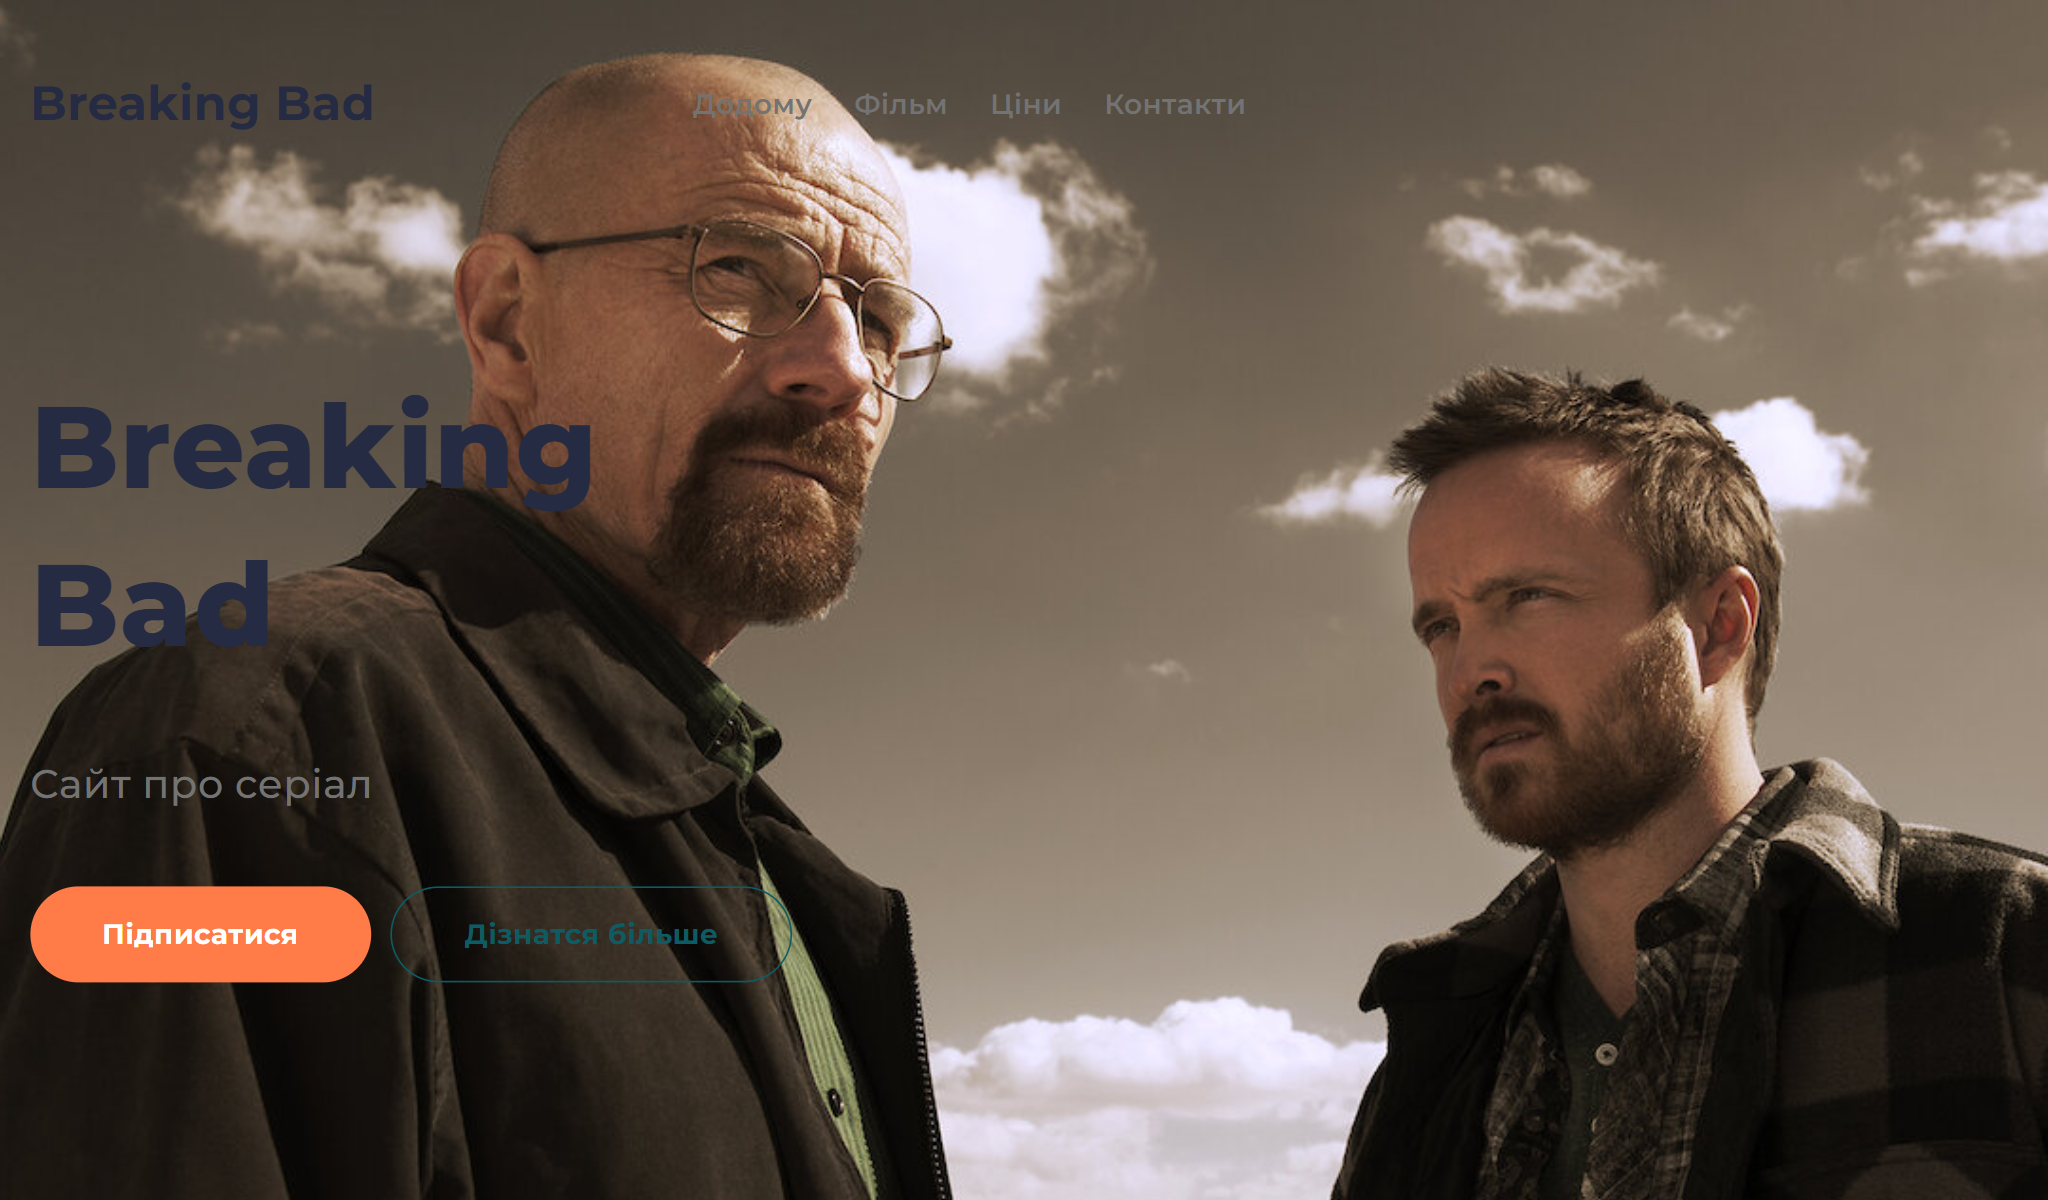 Breaking Bad
Додому Фільм Ціни Контакти
Breaking
Bad
Сайт про серіал
Підписатися Дізнатся більше